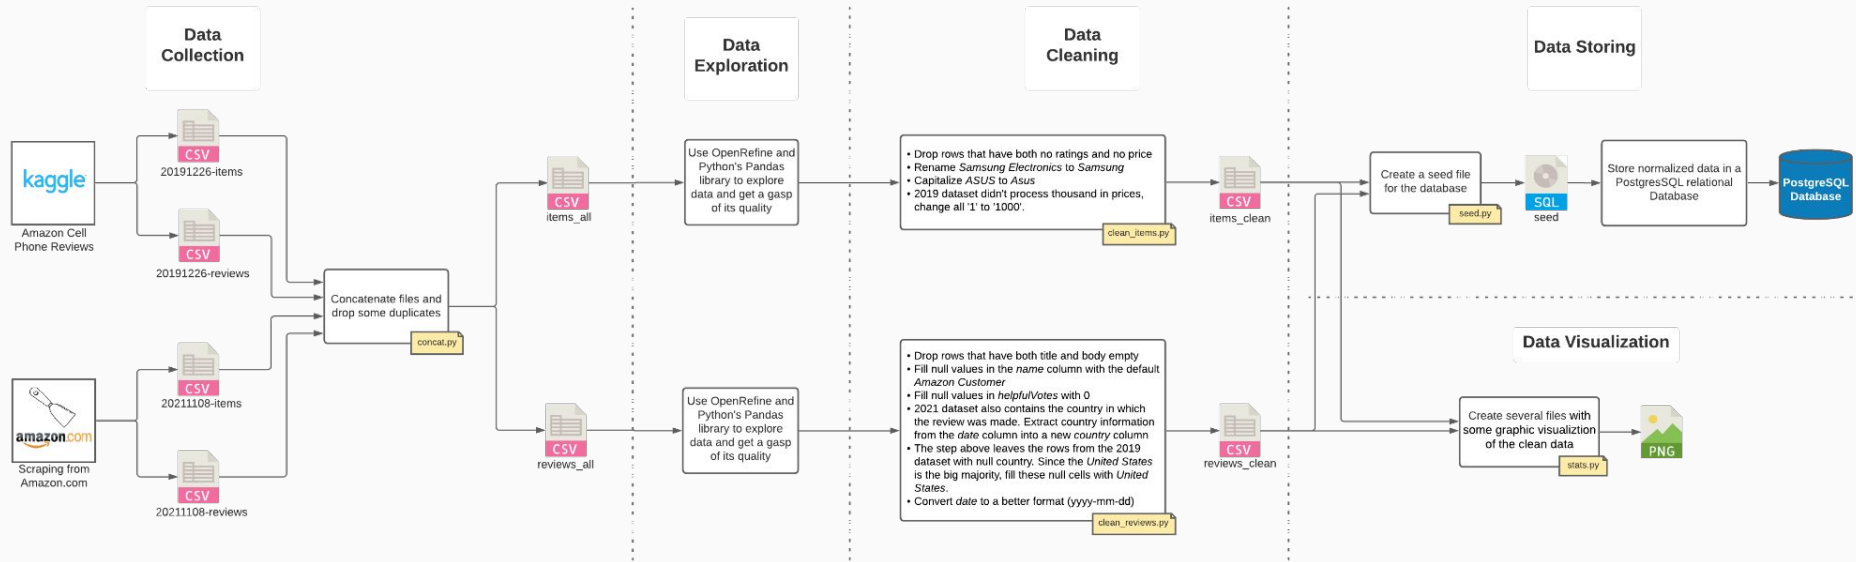 Data
Collection
kaggle
Amazon Cell
Phone Reviews
CSV
20191226-items
CSV
20191226-reviews
amazon.com
Scraping from
Amazon.com
CSV
20211108-items
CSV
20211108-reviews
Concatenate files and
drop some duplicates
concat.py
CSV
items_all
CSV
reviews_all
Data
Exploration
Use OpenRefine and
Python's Pandas
library to explore
data and get a gasp
of its quality
Use OpenRefine and
Python's Pandas
library to explore
data and get a gasp
of its quality
Data
Cleaning
• Drop rows that have both no ratings and no price
• Rename Samsung Electronics to Samsung
• Capitalize ASUS to Asus
• 2019 dataset didn't process thousand in prices,
change all '1' to '1000'.
clean_items.py
CSV
items_clean
• Drop rows that have both title and body empty
• Fill null values in the name column with the default
Amazon Customer
• Fill null values in helpfulVotes with 0
• 2021 dataset also contains the country in which
the review was made. Extract country information
from the date column into a new country column
• The step above leaves the rows from the 2019
dataset with null country. Since the United States
is the big majority, fill these null cells with United
States.
• Convert date to a better format (yyyy-mm-dd)
clean_reviews.py
CSV
reviews_clean
Data Storing
Create a seed file
for the database
seed.py
SQL
seed
Store normalized data in a
PostgresSQL relational
Database
PostgreSQL
Database
Data Visualization
Create several files with
some graphic visualiztion
of the clean data
stats.py
PNG